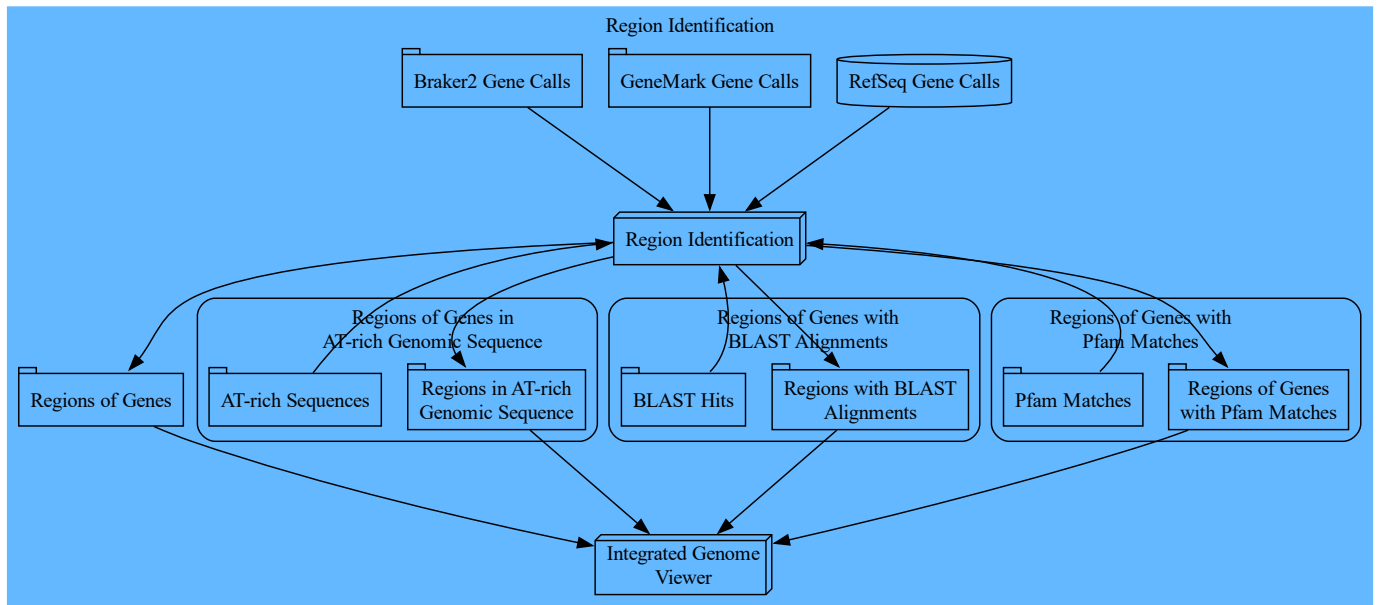 Region Identification
Braker2 Gene Calls
GeneMark Gene Calls
RefSeq Gene Calls
Region Identification
Regions of Genes in
AT-rich Genomic Sequence
Regions of Genes with
BLAST Alignments
Regions of Genes with
Pfam Matches
Regions of Genes
AT-rich Sequences
Regions in AT-rich
Genomic Sequence
BLAST Hits
Regions with BLAST
Alignments
Pfam Matches
Regions of Genes
with Pfam Matches
Integrated Genome
Viewer